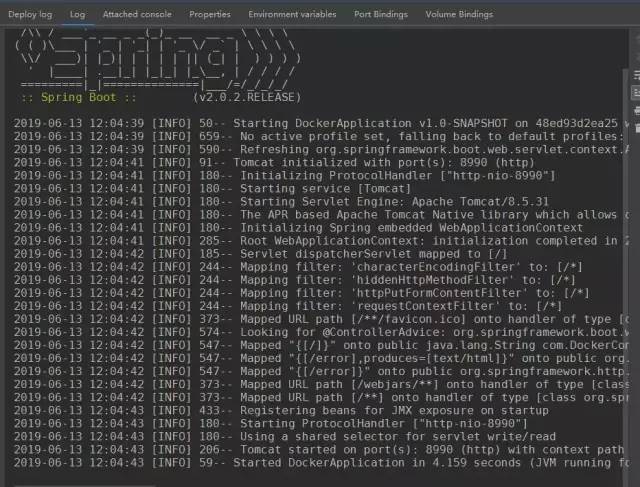 Deploy log Log Attached console Properties Environment variables Port Bindings Volume Bindings
:: Spring Boot :: (v2.0.2.RELEASE)
2019-06-13 12:04:39 [INFO] 50-- Starting DockerApplication v1.0-SNAPSHOT on 48ed93d2ea25 w
2019-06-13 12:04:39 [INFO] 659-- No active profile set, falling back to default profiles:
2019-06-13 12:04:39 [INFO] 590-- Refreshing org.springframework.boot.web.servlet.context.A
2019-06-13 12:04:41 [INFO] 91-- Tomcat initialized with port(s): 8990 (http)
2019-06-13 12:04:41 [INFO] 180-- Initializing ProtocolHandler ["http-nio-8990"]
2019-06-13 12:04:41 [INFO] 180-- Starting service [Tomcat]
2019-06-13 12:04:41 [INFO] 180-- Starting Servlet Engine: Apache Tomcat/8.5.31
2019-06-13 12:04:41 [INFO] 180-- The APR based Apache Tomcat Native library which allows o
2019-06-13 12:04:41 [INFO] 180-- Initializing Spring embedded WebApplicationContext
2019-06-13 12:04:41 [INFO] 285-- Root WebApplicationContext: initialization completed in 2
2019-06-13 12:04:42 [INFO] 185-- Servlet dispatcherServlet mapped to [/]
2019-06-13 12:04:42 [INFO] 244-- Mapping filter: 'characterEncodingFilter' to: [/*]
2019-06-13 12:04:42 [INFO] 244-- Mapping filter: 'hiddenHttpMethodFilter' to: [/*]
2019-06-13 12:04:42 [INFO] 244-- Mapping filter: 'httpPutFormContentFilter' to: [/*]
2019-06-13 12:04:42 [INFO] 244-- Mapping filter: 'requestContextFilter' to: [/*]
2019-06-13 12:04:42 [INFO] 373-- Mapped URL path [/**/favicon.ico] onto handler of type [c
2019-06-13 12:04:42 [INFO] 574-- Looking for @ControllerAdvice: org.springframework.boot.w
2019-06-13 12:04:42 [INFO] 547-- Mapped "{[/]}" onto public java.lang.String com.DockerCon
2019-06-13 12:04:42 [INFO] 547-- Mapped "{[/error],produces=[text/html]}" onto public org.
2019-06-13 12:04:42 [INFO] 547-- Mapped "{[/error]}" onto public org.springframework.http.
2019-06-13 12:04:42 [INFO] 373-- Mapped URL path [/webjars/**] onto handler of type [class
2019-06-13 12:04:42 [INFO] 373-- Mapped URL path [/**] onto handler of type [class org.spr
2019-06-13 12:04:43 [INFO] 433-- Registering beans for JMX exposure on startup
2019-06-13 12:04:43 [INFO] 180-- Starting ProtocolHandler ["http-nio-8990"]
2019-06-13 12:04:43 [INFO] 180-- Using a shared selector for servlet write/read
2019-06-13 12:04:43 [INFO] 206-- Tomcat started on port(s): 8990 (http) with context path
2019-06-13 12:04:43 [INFO] 59-- Started DockerApplication in 4.159 seconds (JVM running fo